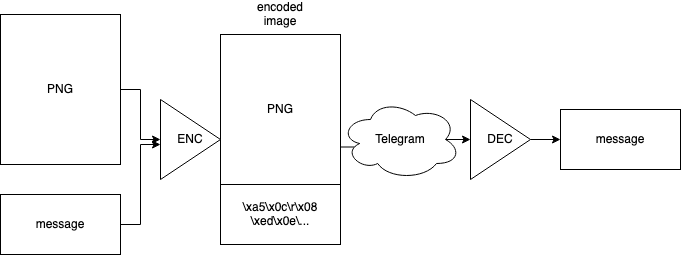 encoded
image
PNG
PNG
ENC
Telegram
DEC
message
message
\xa5\x0c\r\x08
\xed\x0e\...